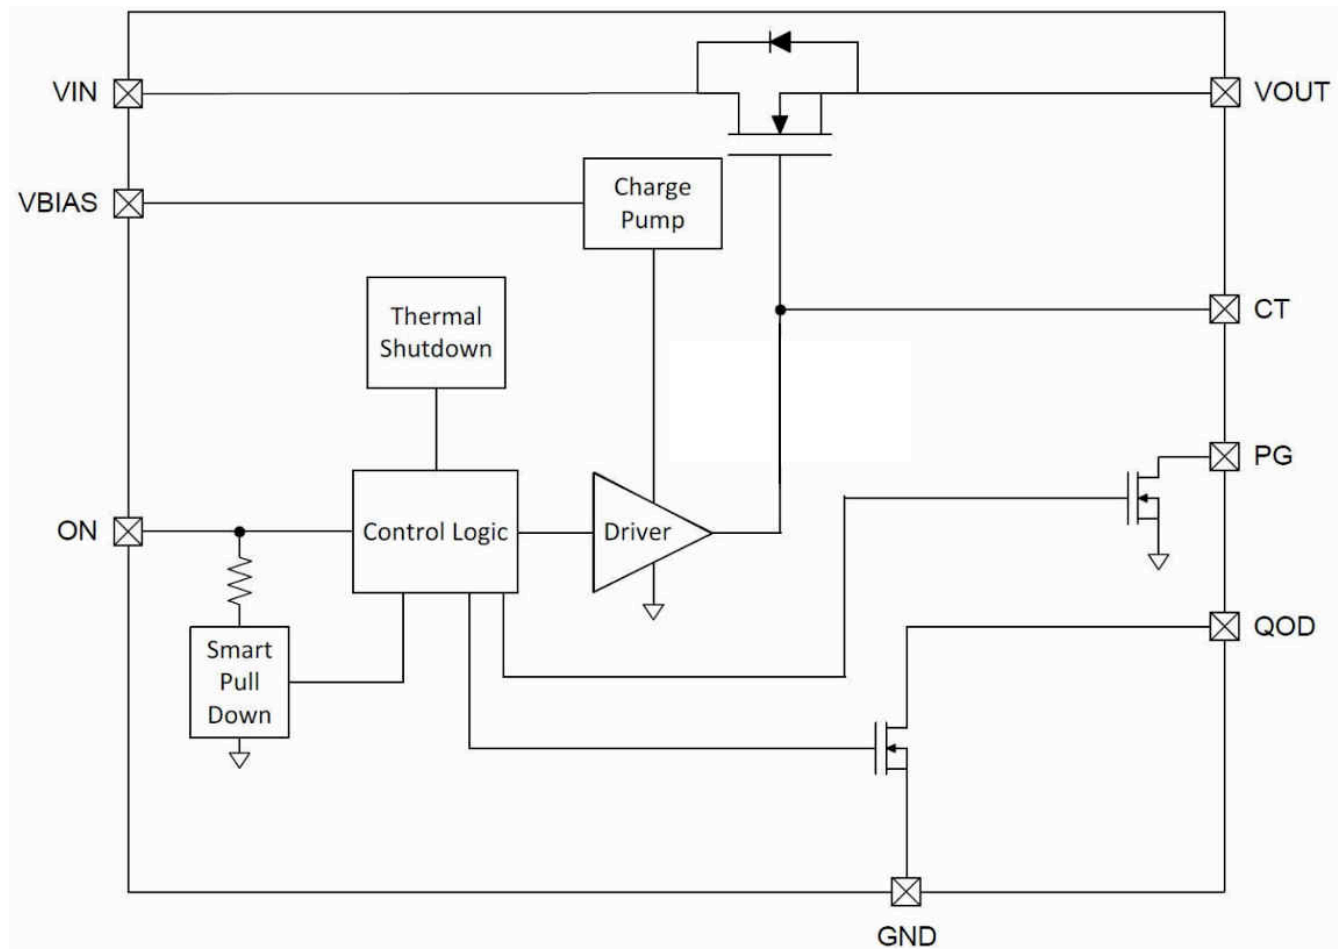 VIN
VOUT
Charge
Pump
VBIAS
Thermal
Shutdown
CT
PG
ON
Control Logic
Driver
Smart
Pull
Down
QOD
GND